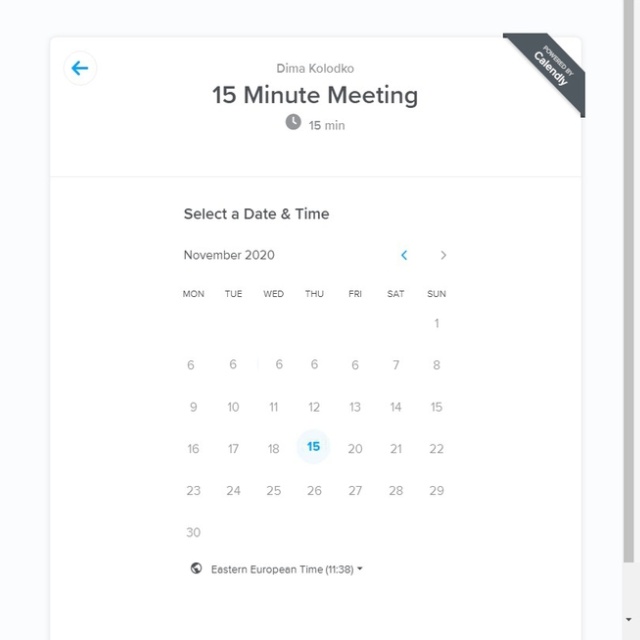 POWERED BY
Calendly
Dima Kolodko
15 Minute Meeting
15 min
Select a Date & Time
November 2020
MON TUE WED THU FRI SAT SUN
1
6 6 6 6 6 7 8
9 10 11 12 13 14 15
16 17 18 15 20 21 22
23 24 25 26 27 28 29
30
Eastern European Time (11:38)